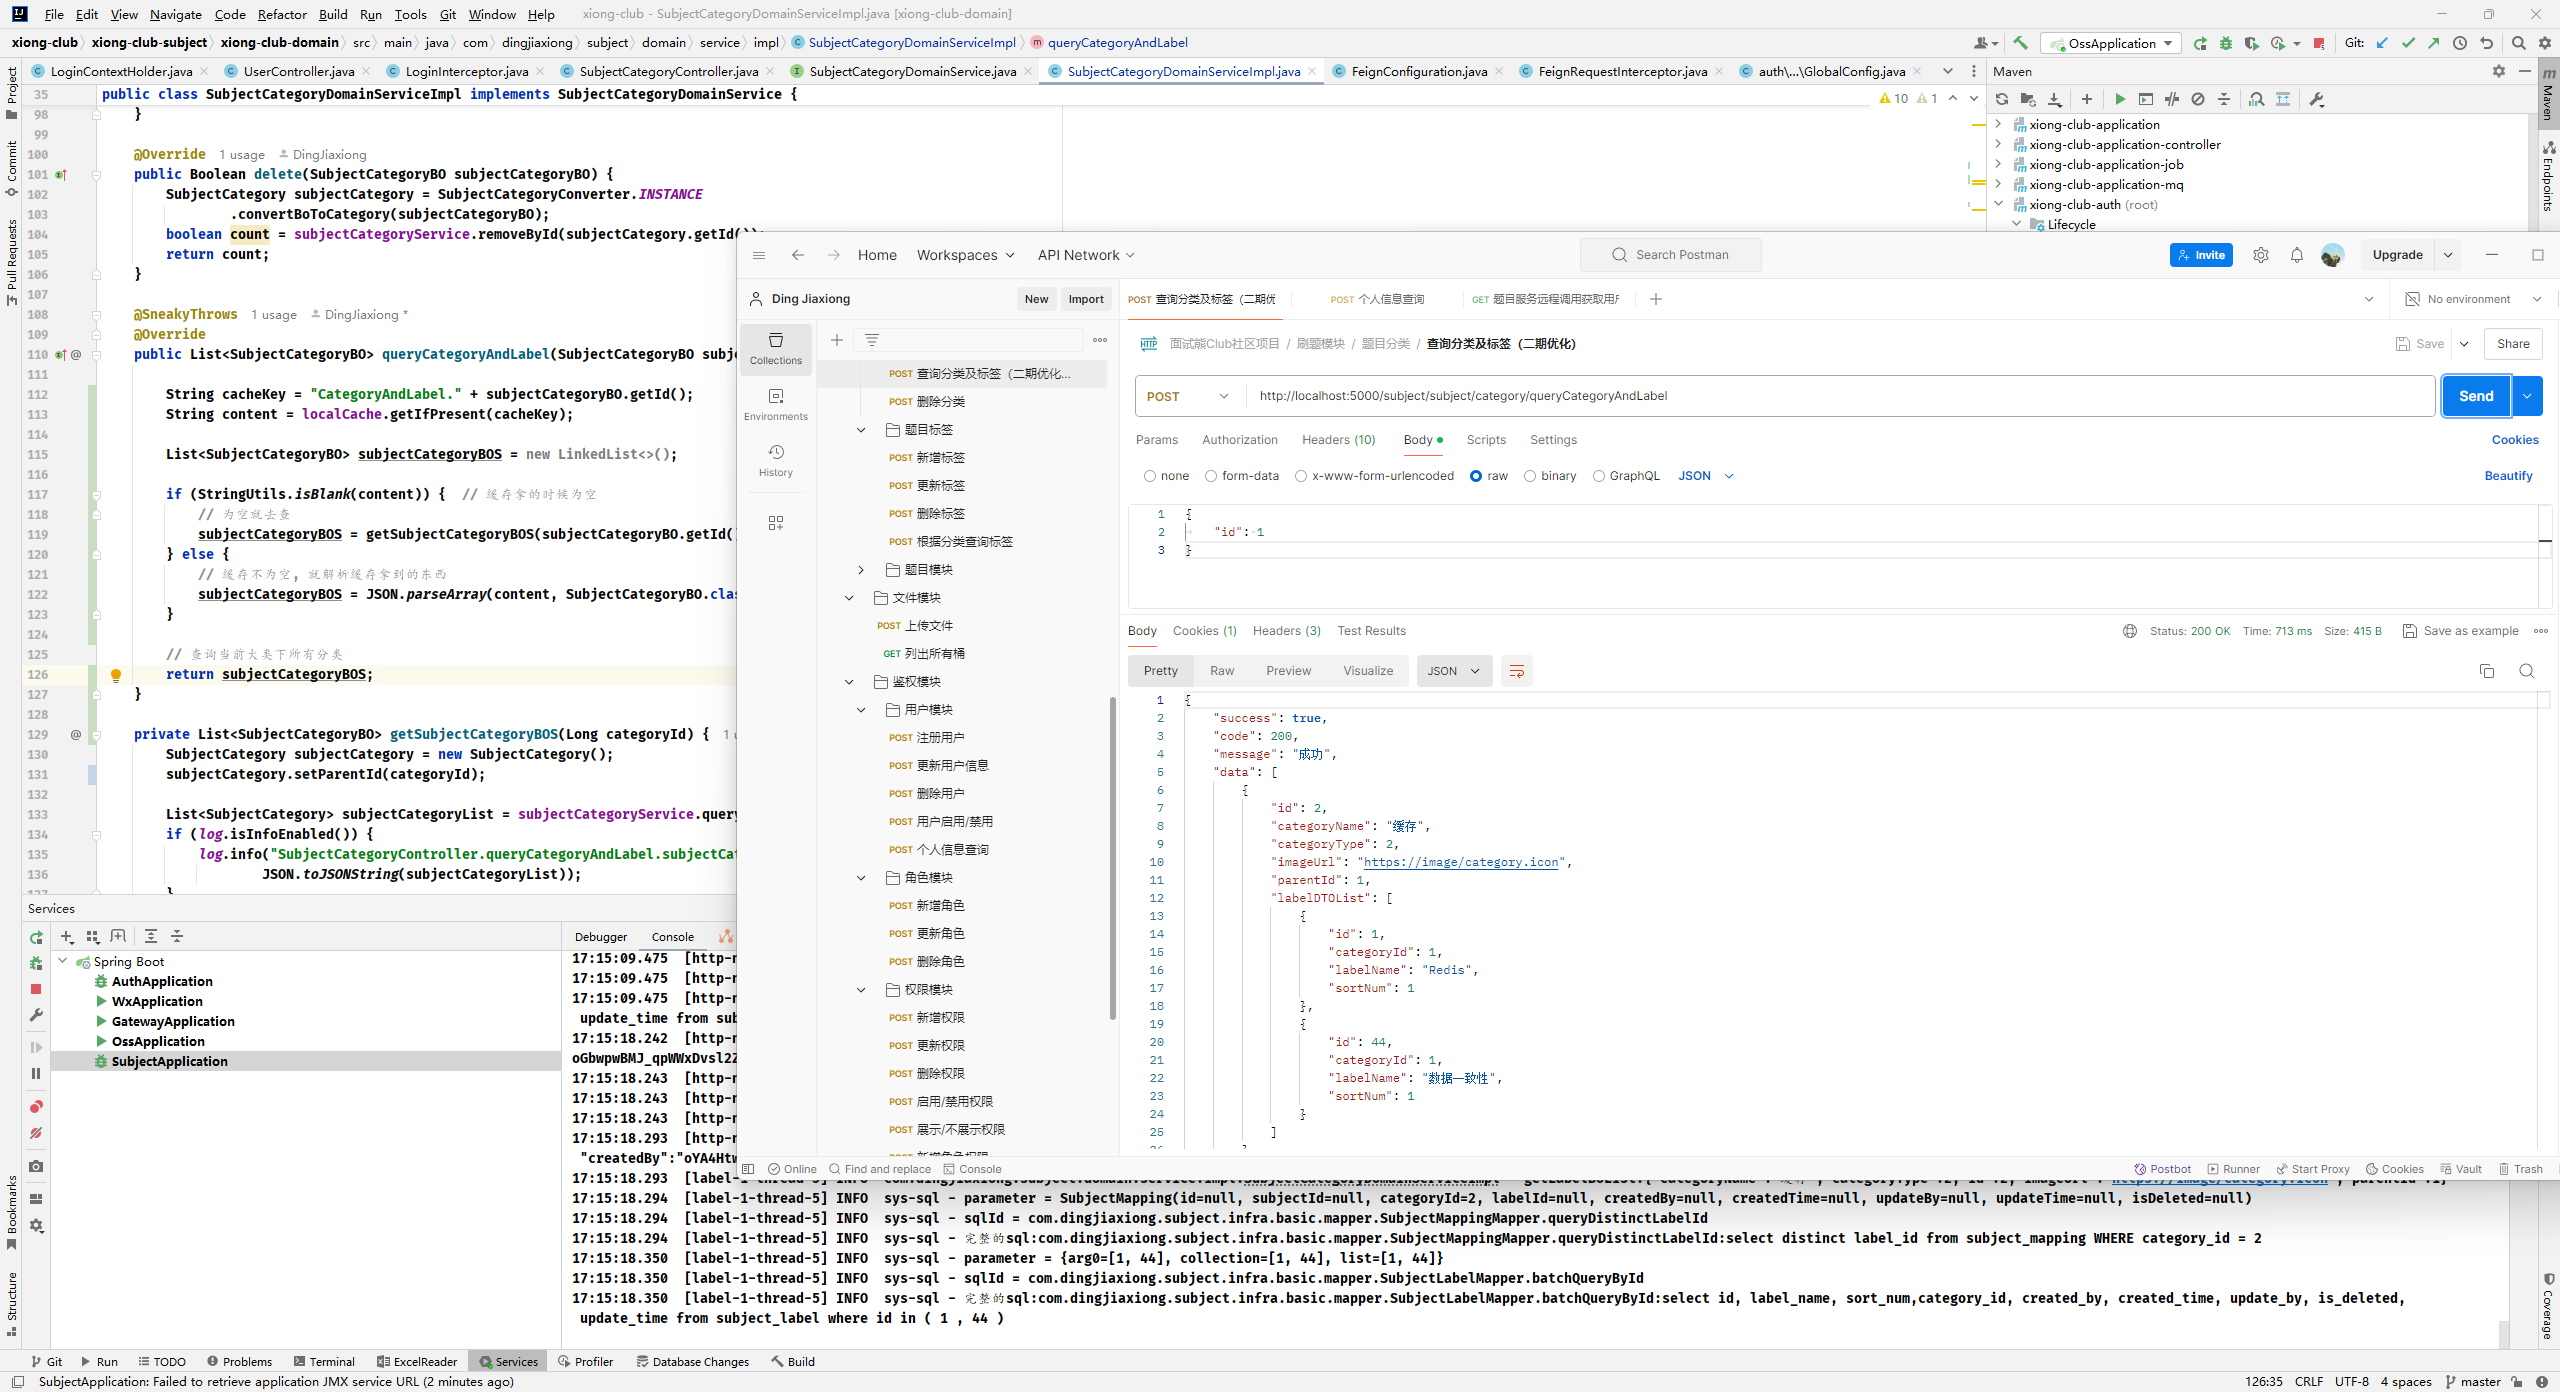 File Edit View Navigate Code Refactor Build Run Tools Git Window Help xiong-club - SubjectCategoryDomainServiceImpl.java [xiong-club-domain]
xiong-club xiong-club-subject xiong-club-domain src main java com dingjiaxiong subject domain service impl SubjectCategoryDomainServiceImpl queryCategoryAndLabel OssApplication Git:
LoginContextHolder.java UserController.java LoginInterceptor.java SubjectCategoryController.java SubjectCategoryDomainService.java SubjectCategoryDomainServiceImpl.java FeignConfiguration.java FeignRequestInterceptor.java auth\...\GlobalConfig.java Maven
Project
Commit
Pull Requests
Bookmarks
Structure
Maven
Endpoints
Coverage
35 public class SubjectCategoryDomainServiceImpl implements SubjectCategoryDomainService {
10 1
98 }
99
100 @Override 1 usage DingJiaxiong
101 public Boolean delete(SubjectCategoryBO subjectCategoryBO) {
102 SubjectCategory subjectCategory = SubjectCategoryConverter.INSTANCE
103 .convertBoToCategory(subjectCategoryBO);
104 boolean count = subjectCategoryService.removeById(subjectCategory.getId());
105 return count;
106 }
107
108 @SneakyThrows 1 usage DingJiaxiong *
109 @Override
110 public List<SubjectCategoryBO> queryCategoryAndLabel(SubjectCategoryBO subje
111
112 String cacheKey = "CategoryAndLabel." + subjectCategoryBO.getId();
113 String content = localCache.getIfPresent(cacheKey);
114
115 List<SubjectCategoryBO> subjectCategoryBOS = new LinkedList<>();
116
117 if (StringUtils.isBlank(content)) { // 缓存拿的时候为空
118 // 为空就去查
119 subjectCategoryBOS = getSubjectCategoryBOS(subjectCategoryBO.getId()
120 } else {
121 // 缓存不为空, 就解析缓存拿到的东西
122 subjectCategoryBOS = JSON.parseArray(content, SubjectCategoryBO.clas
123 }
124
125 // 查询当前大类下所有分类
126 return subjectCategoryBOS;
127 }
128
129 private List<SubjectCategoryBO> getSubjectCategoryBOS(Long categoryId) { 1 u
130 SubjectCategory subjectCategory = new SubjectCategory();
131 subjectCategory.setParentId(categoryId);
132
133 List<SubjectCategory> subjectCategoryList = subjectCategoryService.query
134 if (log.isInfoEnabled()) {
135 log.info("SubjectCategoryController.queryCategoryAndLabel.subjectCat
136 JSON.toJSONString(subjectCategoryList));
137 }
xiong-club-application
xiong-club-application-controller
xiong-club-application-job
xiong-club-application-mq
xiong-club-auth (root)
Lifecycle
Home Workspaces API Network Search Postman Invite Upgrade
Ding Jiaxiong New Import
Collections
Environments
History
POST 查询分类及标签（二期优化...
POST 删除分类
题目标签
POST 新增标签
POST 更新标签
POST 删除标签
POST 根据分类查询标签
题目模块
文件模块
POST 上传文件
GET 列出所有桶
鉴权模块
用户模块
POST 注册用户
POST 更新用户信息
POST 删除用户
POST 用户启用/禁用
POST 个人信息查询
角色模块
POST 新增角色
POST 更新角色
POST 删除角色
权限模块
POST 新增权限
POST 更新权限
POST 删除权限
POST 启用/禁用权限
POST 展示/不展示权限
POST 新增角色权限
POST 查询分类及标签（二期优 POST 个人信息查询 GET 题目服务远程调用获取用户 No environment
HTTP 面试能Club社区项目 / 刷题模块 / 题目分类 / 查询分类及标签（二期优化） Save Share
POST http://localhost:5000/subject/subject/category/queryCategoryAndLabel Send
Params Authorization Headers (10) Body Scripts Settings Cookies
none form-data x-www-form-urlencoded raw binary GraphQL JSON Beautify
1 {
2 "id": 1
3 }
Body Cookies (1) Headers (3) Test Results Status: 200 OK Time: 713 ms Size: 415 B Save as example
Pretty Raw Preview Visualize JSON
1 {
2 "success": true,
3 "code": 200,
4 "message": "成功",
5 "data": [
6 {
7 "id": 2,
8 "categoryName": "缓存",
9 "categoryType": 2,
10 "imageUrl": "https://image/category.icon",
11 "parentId": 1,
12 "labelDTOList": [
13 {
14 "id": 1,
15 "categoryId": 1,
16 "labelName": "Redis",
17 "sortNum": 1
18 },
19 {
20 "id": 44,
21 "categoryId": 1,
22 "labelName": "数据一致性",
23 "sortNum": 1
24 }
25 ]
26 }
Online Find and replace Console Postbot Runner Start Proxy Cookies Vault Trash
Services
Debugger Console
Spring Boot
AuthApplication
WxApplication
GatewayApplication
OssApplication
SubjectApplication
17:15:09.475 [http-n
17:15:09.475 [http-n
17:15:09.475 [http-n
update_time from sub
17:15:18.242 [http-n
oGbwpwBMJ_qpWWxDvsl2Z
17:15:18.243 [http-n
17:15:18.243 [http-n
17:15:18.243 [http-n
17:15:18.293 [http-n
"createdBy":"oYA4Htw
17:15:18.293 [label-1-thread-5] INFO
17:15:18.294 [label-1-thread-5] INFO sys-sql - parameter = SubjectMapping(id=null, subjectId=null, categoryId=2, labelId=null, createdBy=null, createdTime=null, updateBy=null, updateTime=null, isDeleted=null)
17:15:18.294 [label-1-thread-5] INFO sys-sql - sqlId = com.dingjiaxiong.subject.infra.basic.mapper.SubjectMappingMapper.queryDistinctLabelId
17:15:18.294 [label-1-thread-5] INFO sys-sql - 完整的sql:com.dingjiaxiong.subject.infra.basic.mapper.SubjectMappingMapper.queryDistinctLabelId:select distinct label_id from subject_mapping WHERE category_id = 2
17:15:18.350 [label-1-thread-5] INFO sys-sql - parameter = {arg0=[1, 44], collection=[1, 44], list=[1, 44]}
17:15:18.350 [label-1-thread-5] INFO sys-sql - sqlId = com.dingjiaxiong.subject.infra.basic.mapper.SubjectLabelMapper.batchQueryById
17:15:18.350 [label-1-thread-5] INFO sys-sql - 完整的sql:com.dingjiaxiong.subject.infra.basic.mapper.SubjectLabelMapper.batchQueryById:select id, label_name, sort_num,category_id, created_by, created_time, update_by, is_deleted,
update_time from subject_label where id in ( 1 , 44 )
Git Run TODO Problems Terminal ExcelReader Services Profiler Database Changes Build
SubjectApplication: Failed to retrieve application JMX service URL (2 minutes ago) 126:35 CRLF UTF-8 4 spaces master